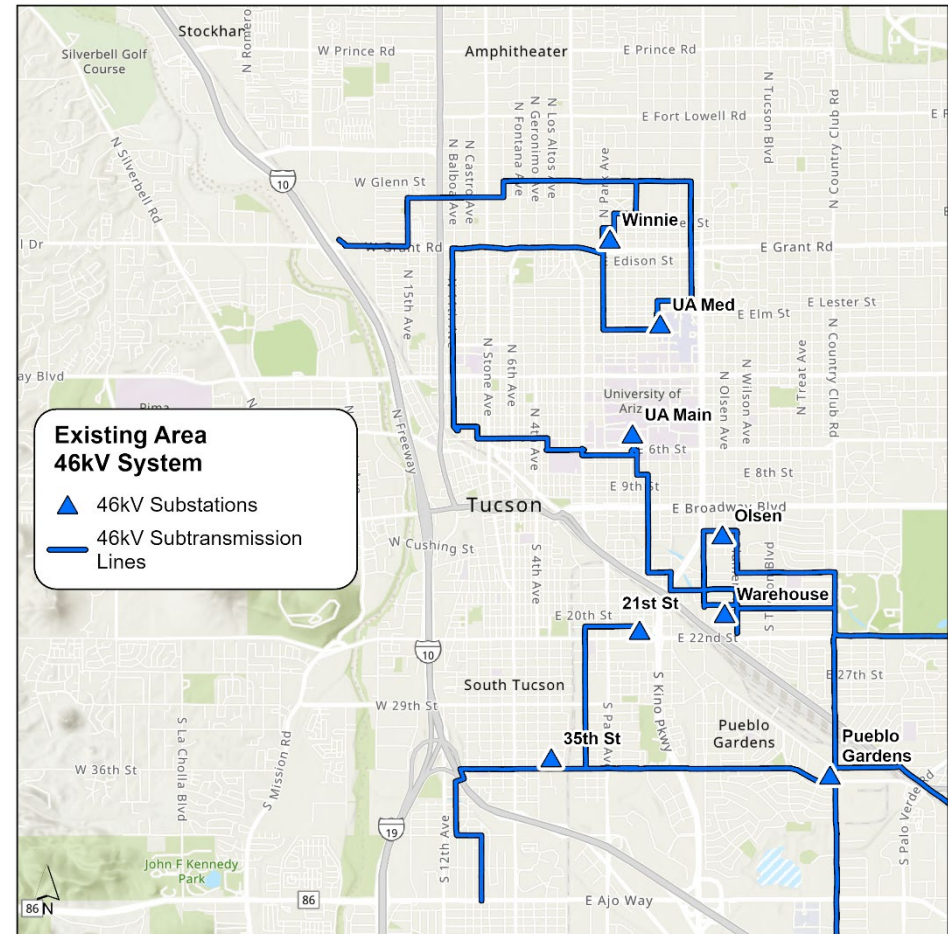 Stockhan
N Romero
W Prince Rd
Amphitheater
E Prince Rd
Silverbell Golf
Course
N Silverbell Rd
N Tucson Blvd
N Country Club Rd
E Fort Lowell Rd
N Los Altos Ave
N Geronimo Ave
N Fontana Ave
N Castro Ave
N Balboa Ave
10
W Glenn St
Winnie
W Grant Rd
E Grant Rd
E Edison St
N 15th Ave
UA Med
E Lester St
E Elm St
N Stone Ave
N 6th Ave
N 4th Ave
N Olsen Ave
N Wilson Ave
N Treat Ave
N Country Club Rd
ay Blvd
N Freeway
University of
Ariz
UA Main
E 6th St
E 8th St
E 9th St
Existing Area
46kV System
46kV Substations
46kV Subtransmission
Lines
Tucson
E Broadway Blvd
Olsen
W Cushing St
S 4th Ave
Warehouse
21st St
E 20th St
E 22nd St
10
South Tucson
E 27th St
W 29th St
S Kino Pkwy
Pueblo
Gardens
Pueblo
Gardens
35th St
W 36th St
S La Cholla Blvd
S Mission Rd
19
S 12th Ave
S Palo Verde Rd
John F Kennedy
Park
86
N
86
E Ajo Way